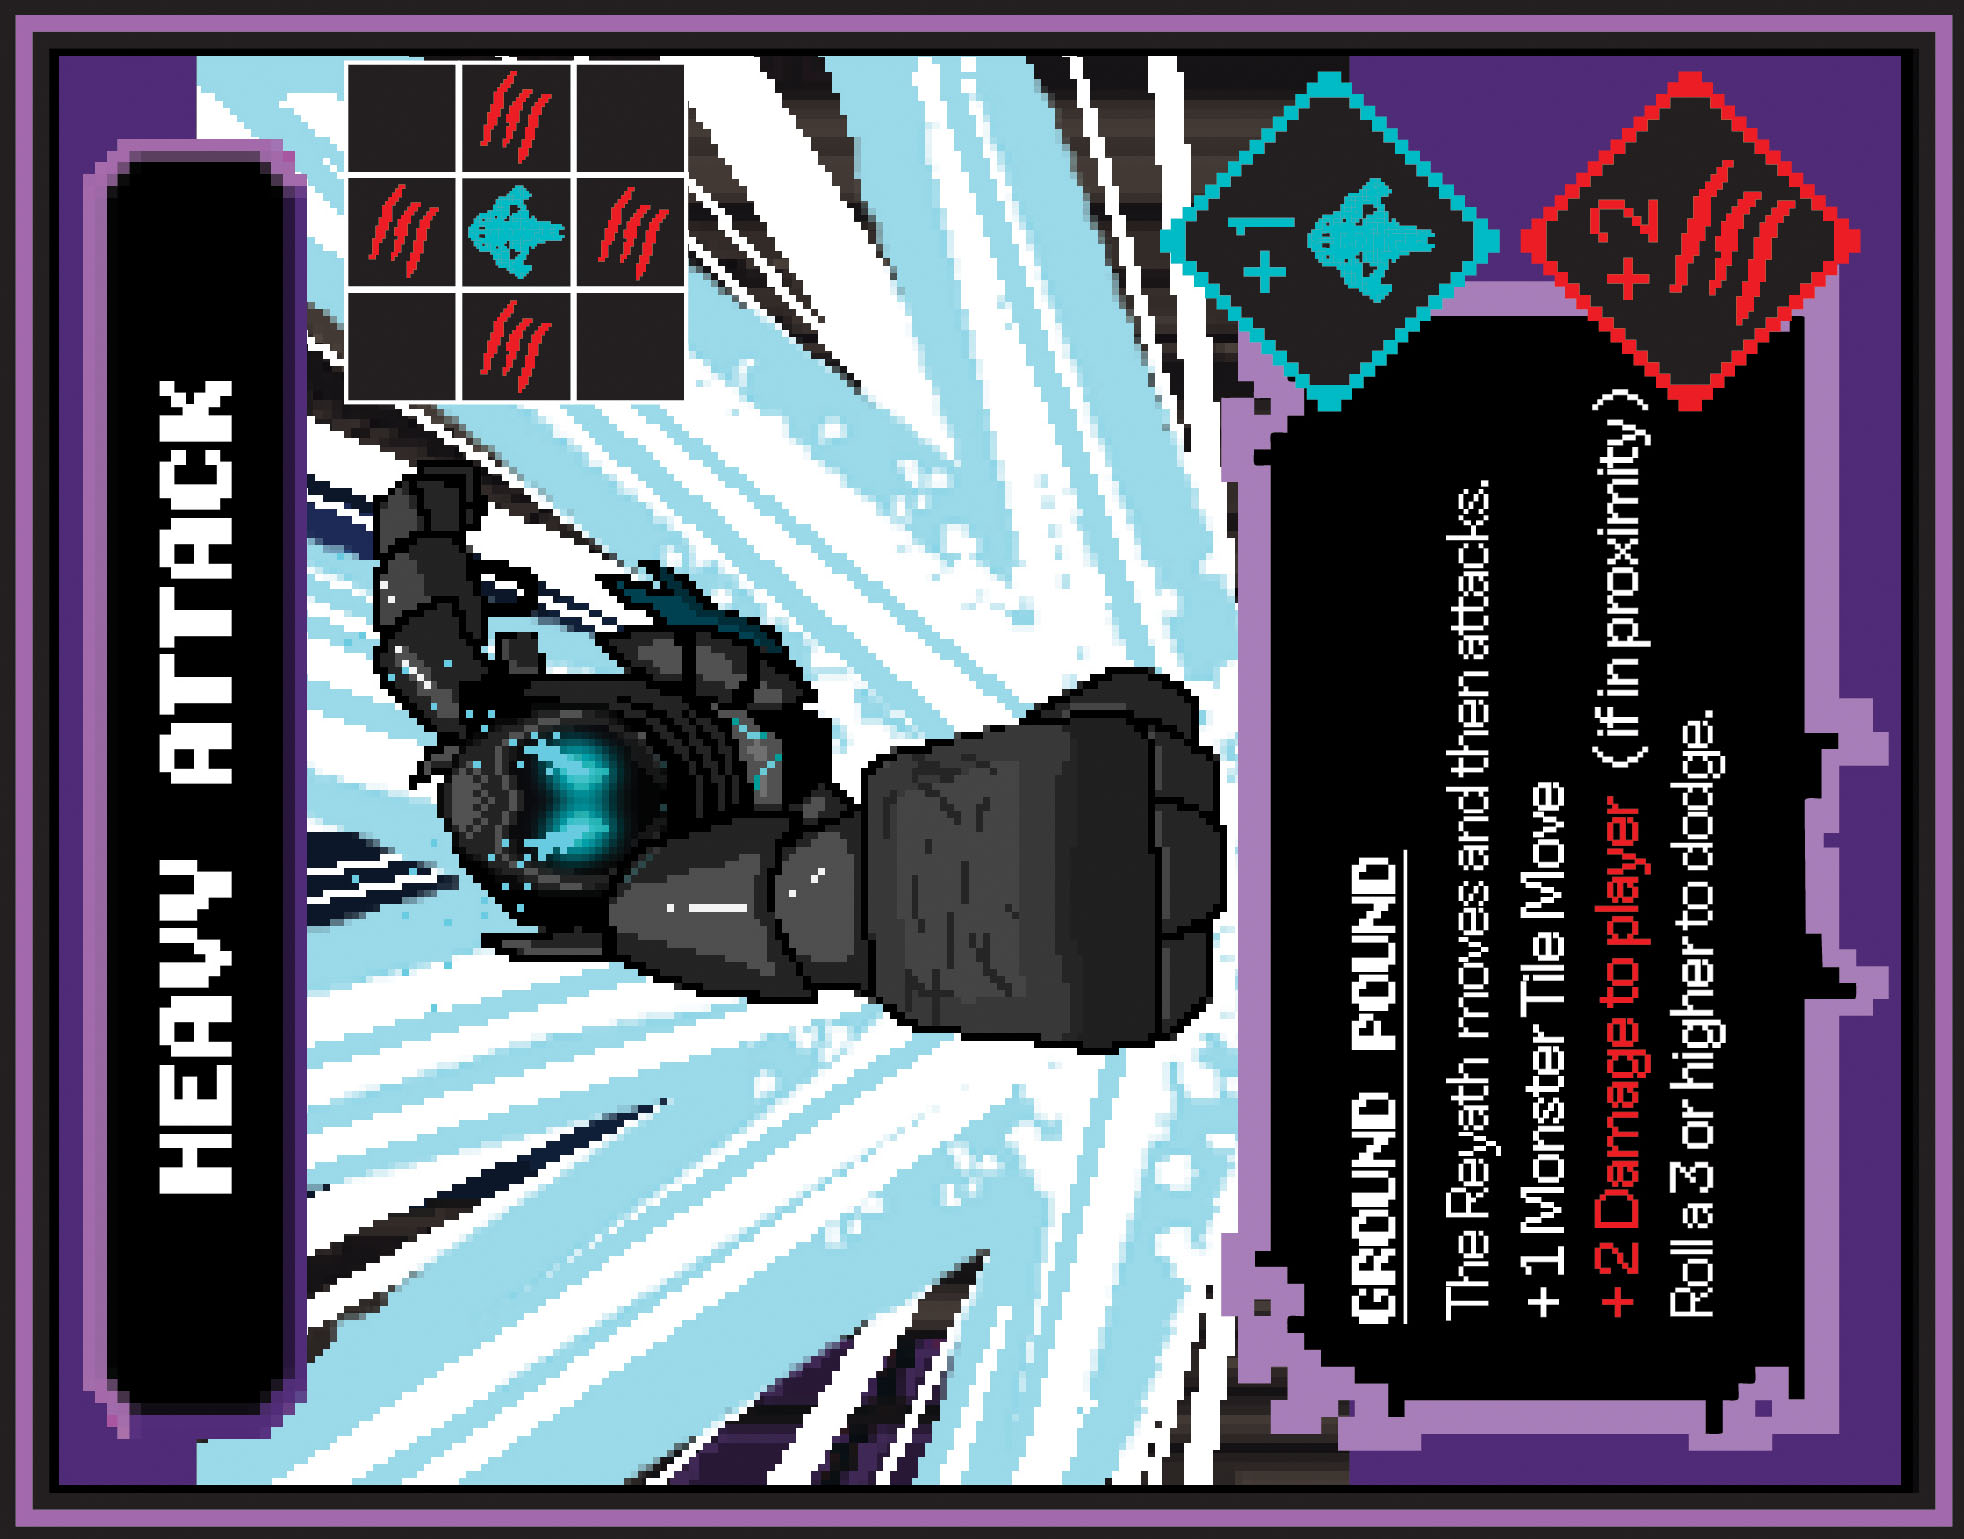 HEAVY ATTACK
+1
+2
GROUND POUND
The Reyath moves and then attacks.
+ 1 Monster Tile Move
+ 2 Damage to player (if in proximity)
Roll a 3 or higher to dodge.